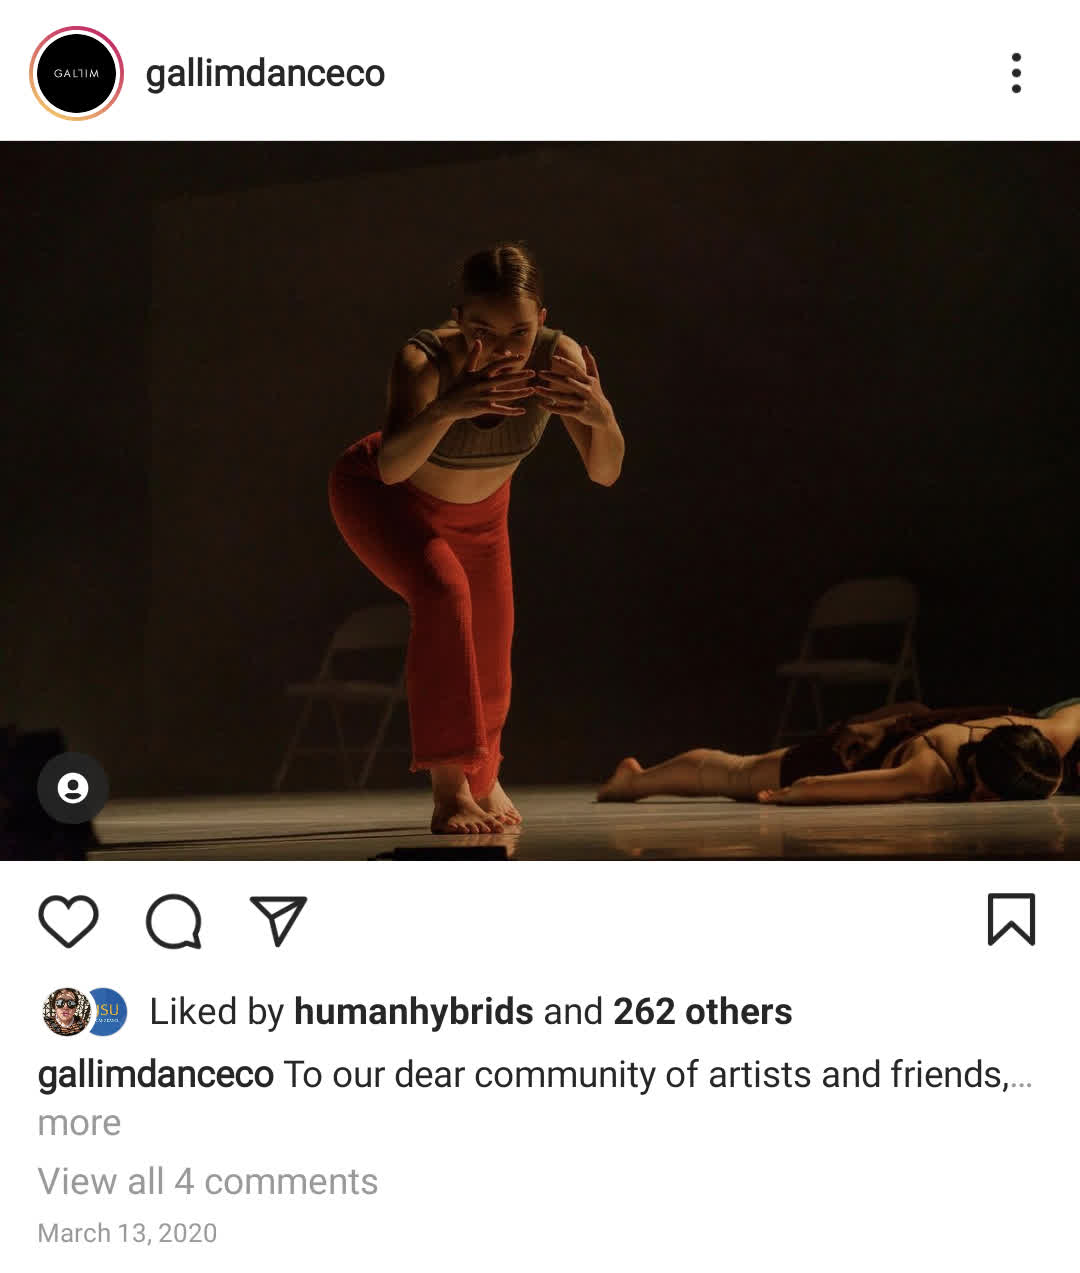 GALLIM
gallimdanceco
JSU
Liked by humanhybrids and 262 others
gallimdanceco To our dear community of artists and friends,...
more
View all 4 comments
March 13, 2020